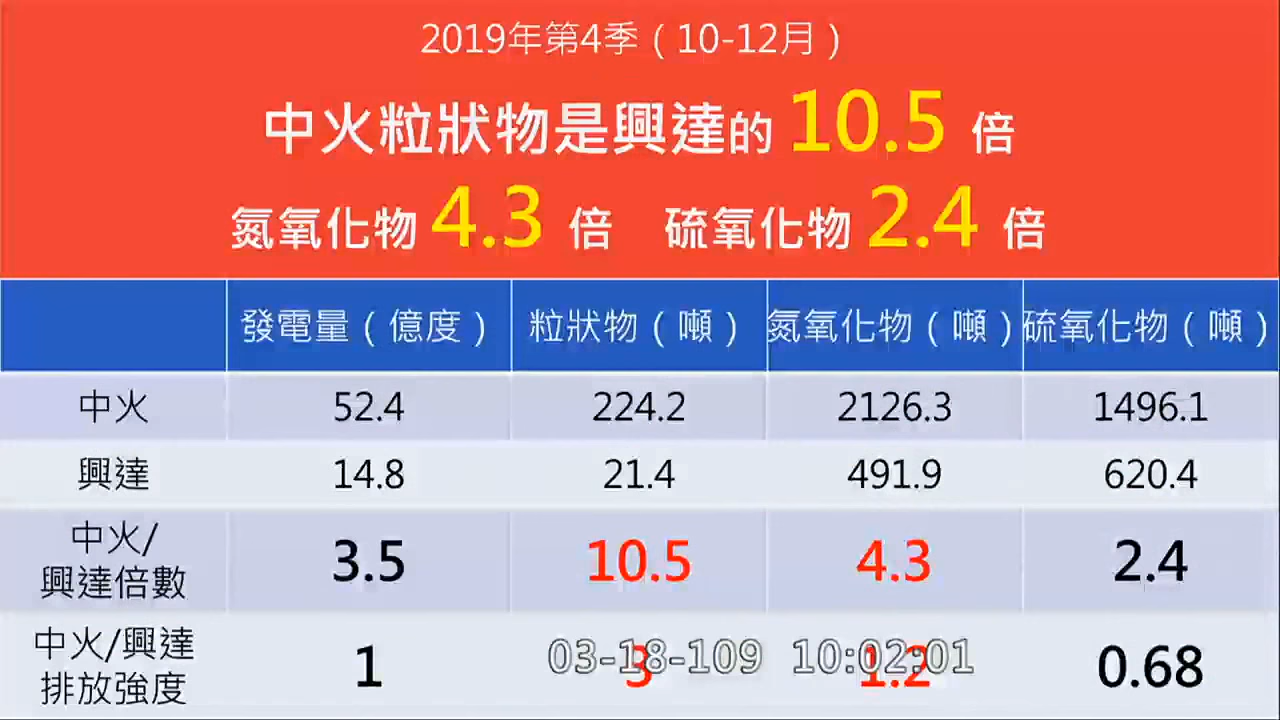 2019年第4季（10-12月）
中火粒狀物是興達的 10.5 倍
氮氧化物 4.3 倍 硫氧化物 2.4 倍
發電量（億度） 粒狀物（噸） 氮氧化物（噸） 硫氧化物（噸）
中火 52.4 224.2 2126.3 1496.1
興達 14.8 21.4 491.9 620.4
中火/
興達倍數 3.5 10.5 4.3 2.4
中火/興達
排放強度 1 3 1.2 0.68
03-18-109 10:02:01